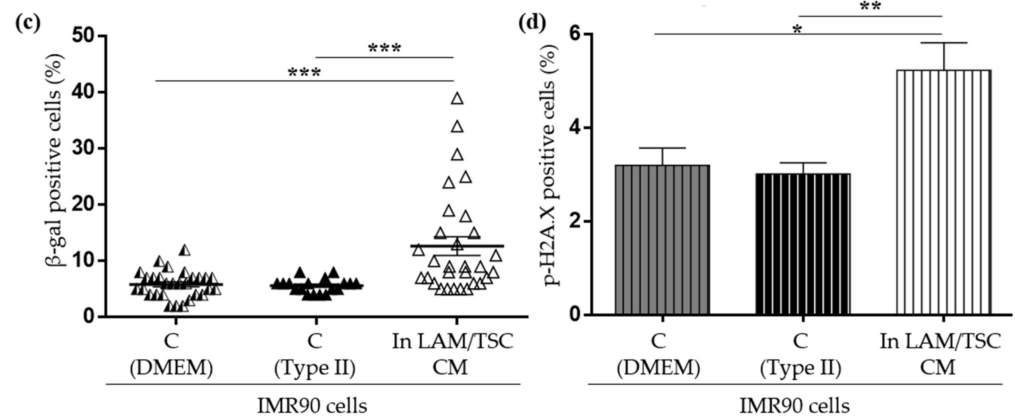 (c)
β-gal positive cells (%)
50
40
30
20
10
0
***
***
C
(DMEM)
C
(Type II)
In LAM/TSC
CM
IMR90 cells
(d)
p-H2A.X positive cells (%)
6
4
2
0
**
*
C
(DMEM)
C
(Type II)
In LAM/TSC
CM
IMR90 cells